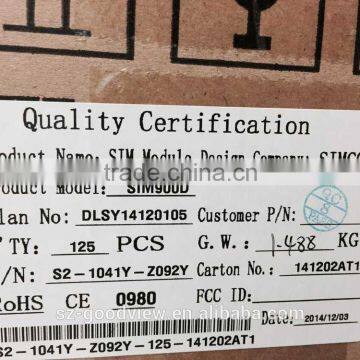 Quality Certification
roduct Name: SIM Module Design Company: SIMCO
roduct Model: SIM900D
lan No: DLSY14120105 Customer P/N:
'TY: 125 PCS G.W.: 1.488 KG
/N: S2-1041Y-Z092Y Carton No.: 141202AT1
RoHS CE 0980 FCC ID:
Date: 2014/12/03
S2-1041Y-Z092Y-125-141202AT1
sz-goodview.en.alibaba.com